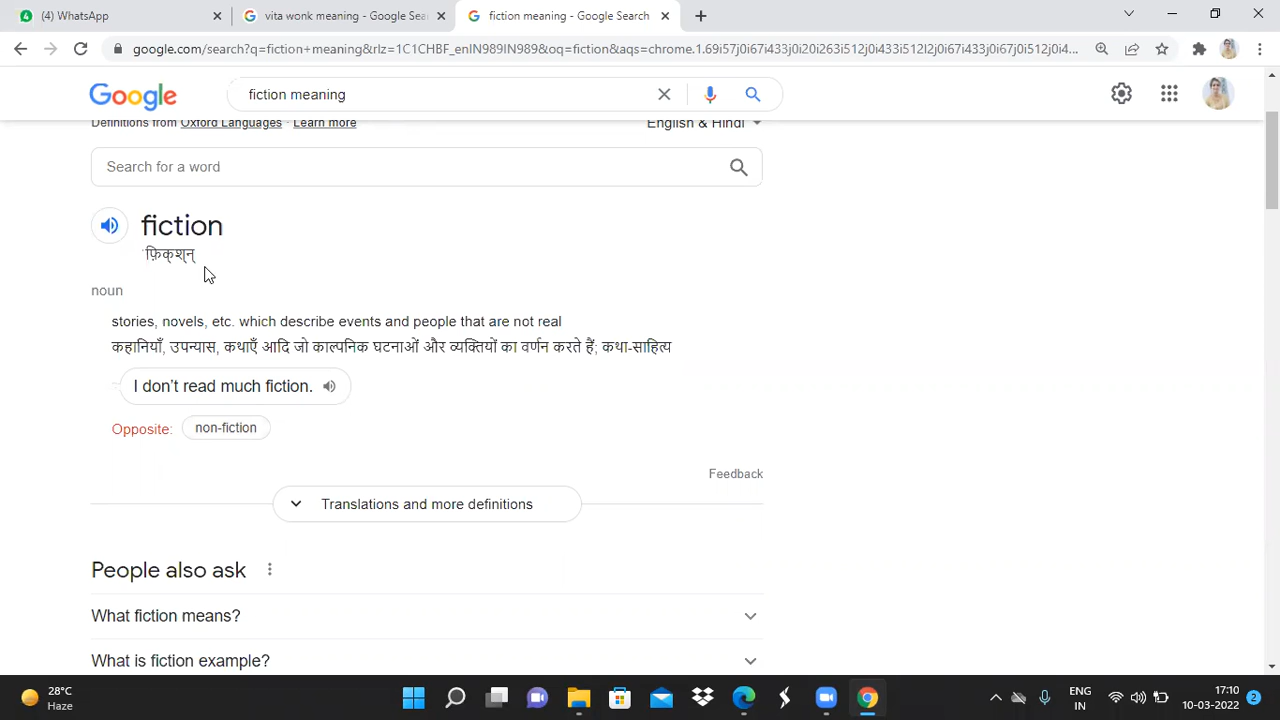 (4) WhatsApp
vita wonk meaning - Google Sea
fiction meaning - Google Search
google.com/search?q=fiction+meaning&rlz=1C1CHBF_enIN989IN989&oq=fiction&aqs=chrome.1.69i57j0i67i433j0i20i263i512j0i433i512l2j0i67i433j0i67j0i512j0i4...
Google
fiction meaning
Definitions from Oxford Languages · Learn more
English & Hindi
Search for a word
fiction
ˈफ़िक्श्न्
noun
stories, novels, etc. which describe events and people that are not real
कहानियाँ, उपन्यास, कथाएँ आदि जो काल्पनिक घटनाओं और व्यक्तियों का वर्णन करते हैं; कथा-साहित्य
I don’t read much fiction.
Opposite: non-fiction
Feedback
Translations and more definitions
People also ask
What fiction means?
What is fiction example?
28°C
Haze
ENG
IN
17:10
10-03-2022
2